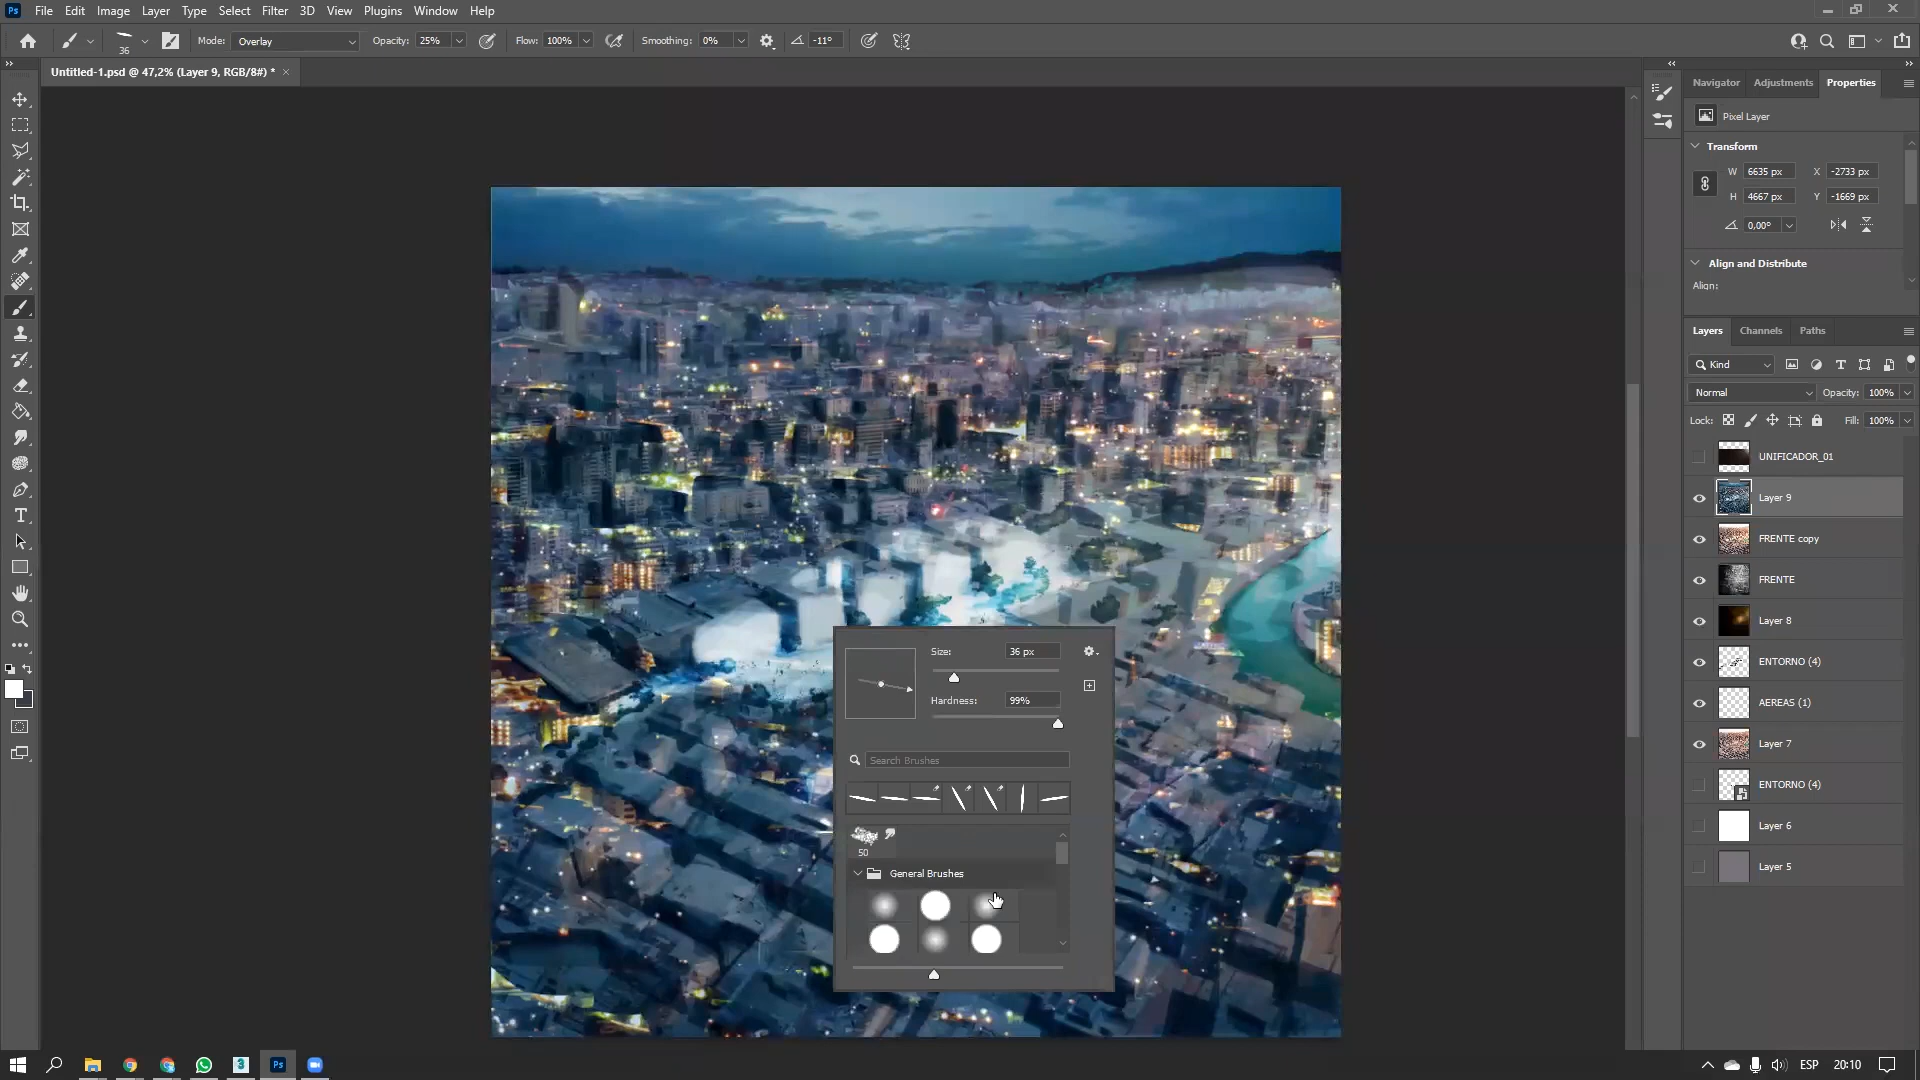 Ps File Edit Image Layer Type Select Filter 3D View Plugins Window Help
36 Mode: Overlay Opacity: 25% Flow: 100% Smoothing: 0% -11°
Untitled-1.psd @ 47,2% (Layer 9, RGB/8#) *
Navigator Adjustments Properties
Pixel Layer
Transform
W 6635 px X -2733 px
H 4667 px Y -1669 px
0,00°
Align and Distribute
Align:
Layers Channels Paths
Kind
Normal Opacity: 100%
Lock: Fill: 100%
UNIFICADOR_01
Layer 9
FRENTE copy
FRENTE
Layer 8
ENTORNO (4)
AEREAS (1)
Layer 7
ENTORNO (4)
Layer 6
Layer 5
Size: 36 px
Hardness: 99%
Search Brushes
50
General Brushes
3 Ps
ESP 20:10